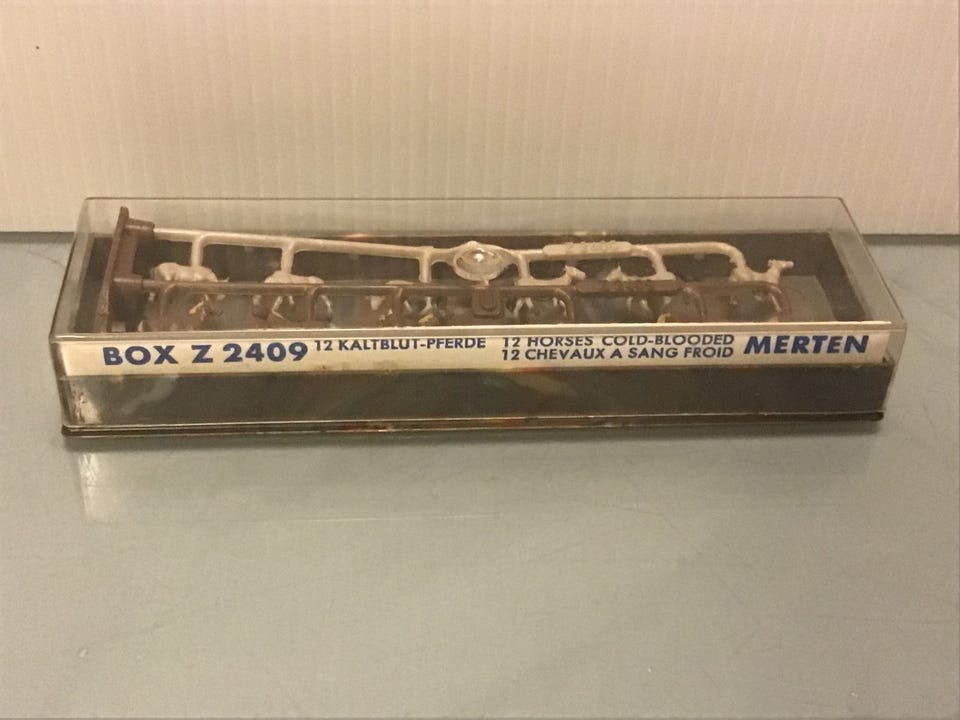 BOX Z 2409 12 KALTBLUT-PFERDE 12 HORSES COLD-BLOODED MERTEN
12 CHEVAUX A SANG FROID